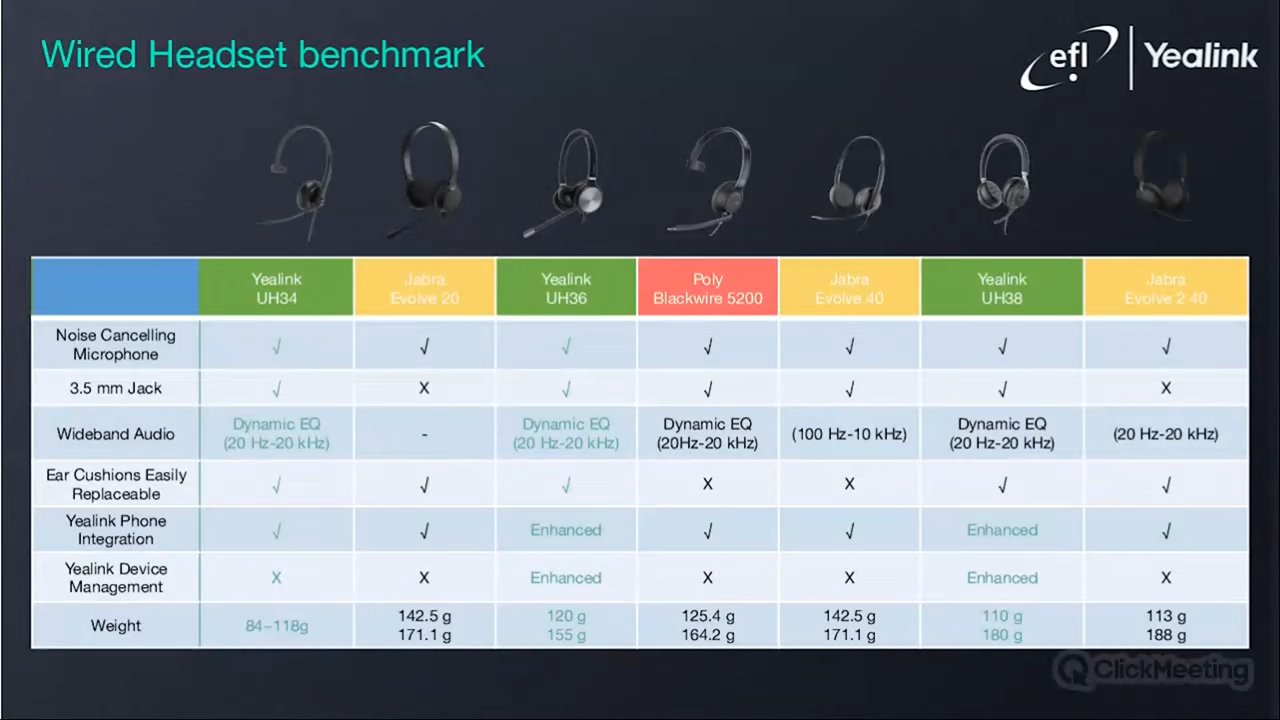 Wired Headset benchmark
efl
Yealink
Yealink UH34
Jabra Evolve 20
Yealink UH36
Poly Blackwire 5200
Jabra Evolve 40
Yealink UH38
Jabra Evolve 2 40
Noise Cancelling Microphone
√ √ √ √ √ √ √
3.5 mm Jack
√ X √ √ √ √ X
Wideband Audio
Dynamic EQ (20 Hz-20 kHz)
-
Dynamic EQ (20 Hz-20 kHz)
Dynamic EQ (20Hz-20 kHz)
(100 Hz-10 kHz)
Dynamic EQ (20 Hz-20 kHz)
(20 Hz-20 kHz)
Ear Cushions Easily Replaceable
√ √ √ X X √ √
Yealink Phone Integration
√ √ Enhanced √ √ Enhanced √
Yealink Device Management
X X Enhanced X X Enhanced X
Weight
84–118g
142.5 g 171.1 g
120 g 155 g
125.4 g 164.2 g
142.5 g 171.1 g
110 g 180 g
113 g 188 g
ClickMeeting